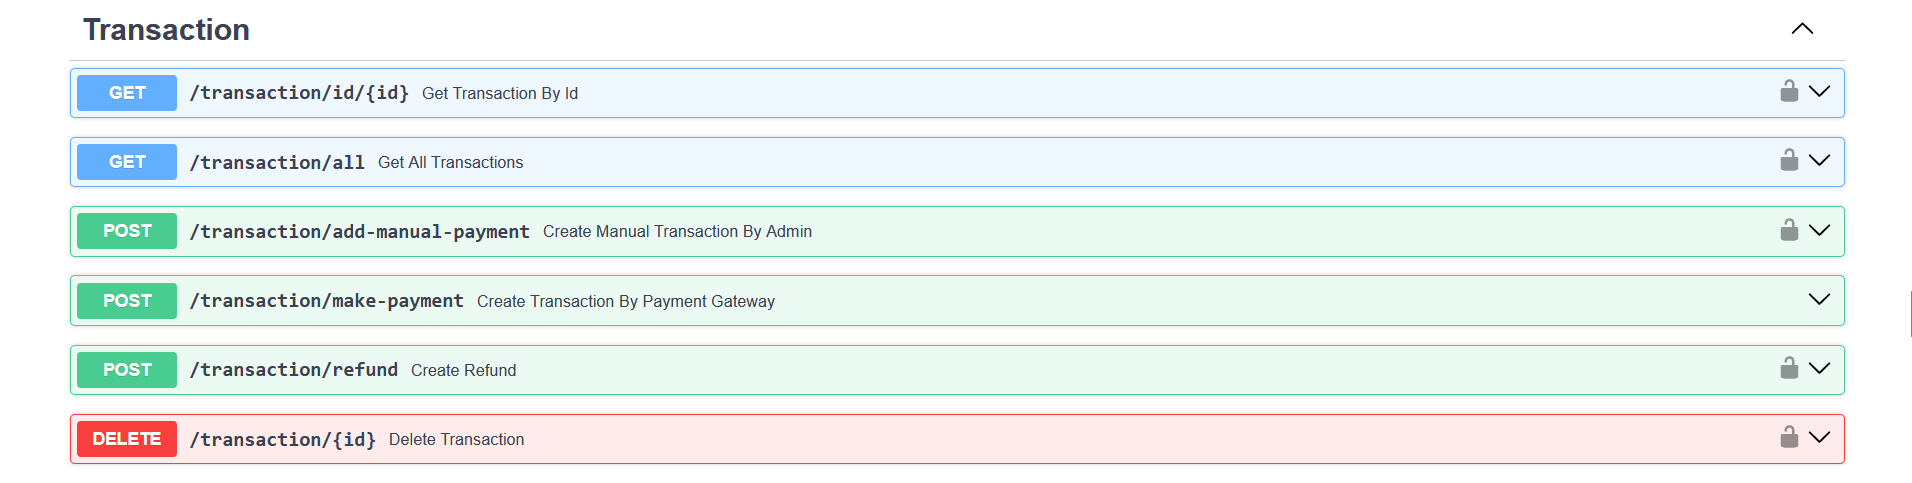 Transaction
GET /transaction/id/{id} Get Transaction By Id
GET /transaction/all Get All Transactions
POST /transaction/add-manual-payment Create Manual Transaction By Admin
POST /transaction/make-payment Create Transaction By Payment Gateway
POST /transaction/refund Create Refund
DELETE /transaction/{id} Delete Transaction